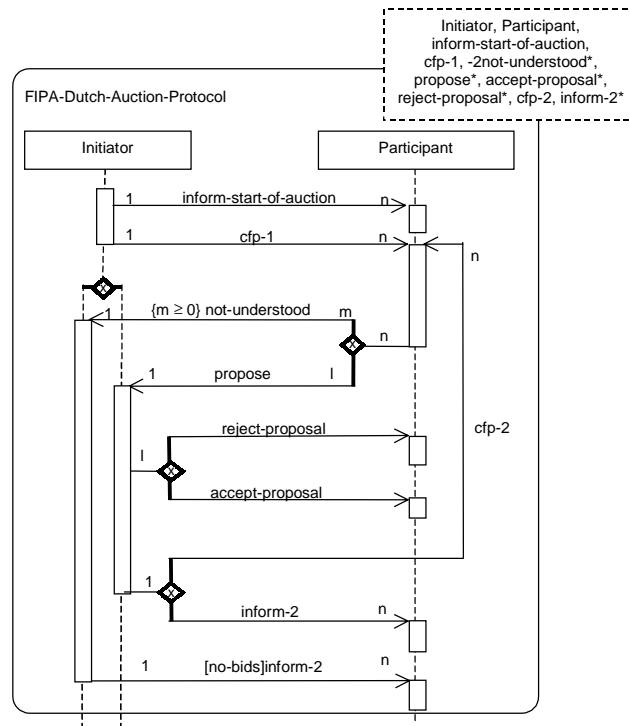 Initiator, Participant,
inform-start-of-auction,
cfp-1, -2not-understood*,
propose*, accept-proposal*,
reject-proposal*, cfp-2, inform-2*
FIPA-Dutch-Auction-Protocol
Initiator
Participant
1 inform-start-of-auction n
1 cfp-1 n
n
x
1 {m ≥ 0} not-understood m
x
n
1 propose l
cfp-2
reject-proposal
l
x
accept-proposal
1
x
inform-2 n
1 [no-bids]inform-2 n